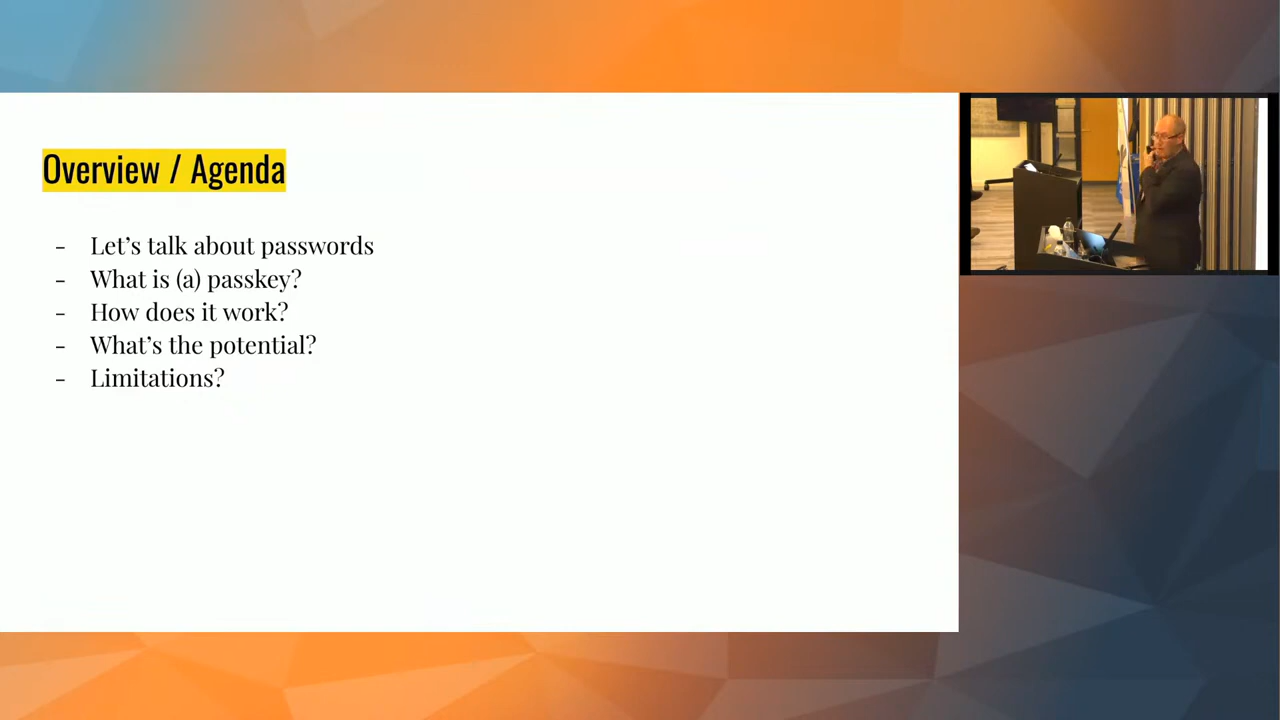 Overview / Agenda
- Let's talk about passwords
- What is (a) passkey?
- How does it work?
- What's the potential?
- Limitations?